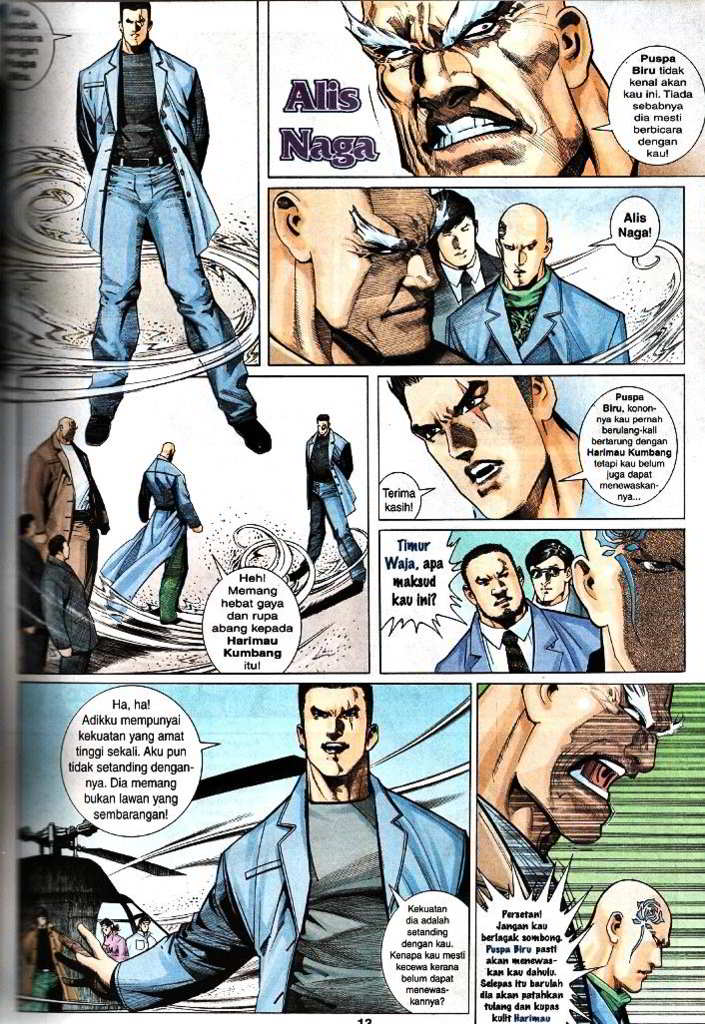 Alis
Naga
Puspa
Biru tidak
kenal akan
kau ini. Tiada
sebabnya
dia mesti
berbicara
dengan
kau!
Alis
Naga!
Heh!
Memang
hebat gaya
dan rupa
abang kepada
Harimau
Kumbang
itu!
Puspa
Biru, konon-
nya kau pernah
berulang-kali
bertarung dengan
Harimau Kumbang
tetapi kau belum
juga dapat
menewaskan-
nya...
Terima
kasih!
Timur
Waja, apa
maksud
kau ini?
Ha, ha!
Adikku mempunyai
kekuatan yang amat
tinggi sekali. Aku pun
tidak setanding dengan-
nya. Dia memang
bukan lawan yang
sembarangan!
Kekuatan
dia adalah
setanding
dengan kau.
Kenapa kau mesti
kecewa kerana
belum dapat
menewas-
kannya?
Persetan!
Jangan kau
berlagak sombong.
Puspa Biru pasti
akan menewas-
kan kau dahulu.
Selepas itu barulah
dia akan patahkan
tulang dan kupas
kulit Harimau